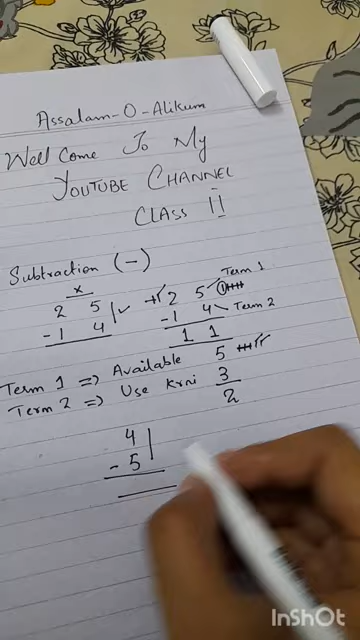 Assalam-O-Alikum
Well Come To My
YOUTUBE CHANNEL
CLASS II
Subtraction (-)
x
2 5
-1 4
2 5 Term 1
-1 4 Term 2
1 1
Term 1 => Available
Term 2 => Use Krni
5
3
2
4
- 5
InShOt